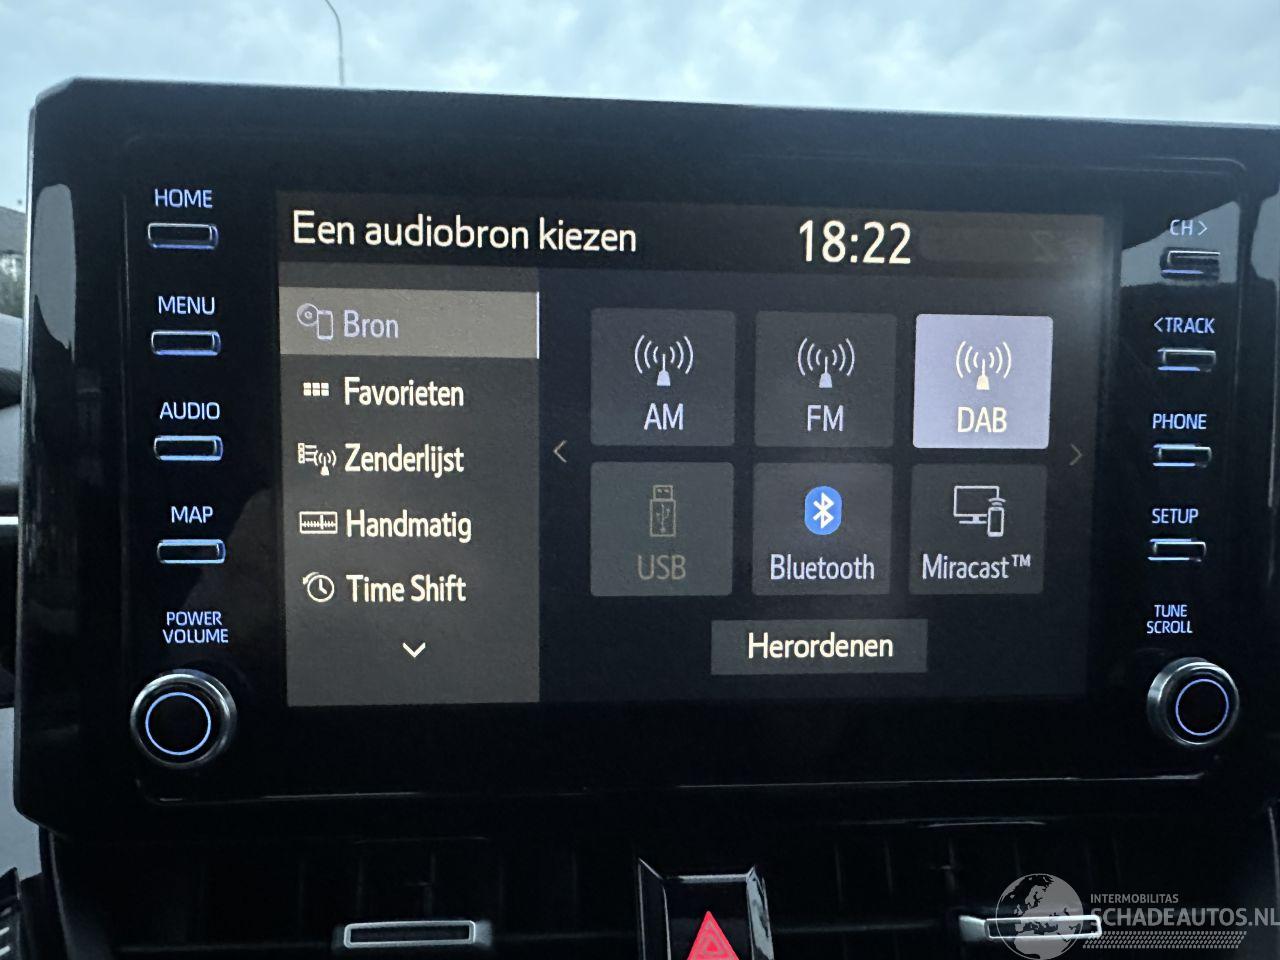 HOME
MENU
AUDIO
MAP
POWER
VOLUME
Een audiobron kiezen
18:22
Bron
Favorieten
Zenderlijst
Handmatig
Time Shift
AM
FM
DAB
USB
Bluetooth
Miracast™
Herordenen
CH>
<TRACK
PHONE
SETUP
TUNE
SCROLL
INTERMOBILITAS
SCHADEAUTOS.NL